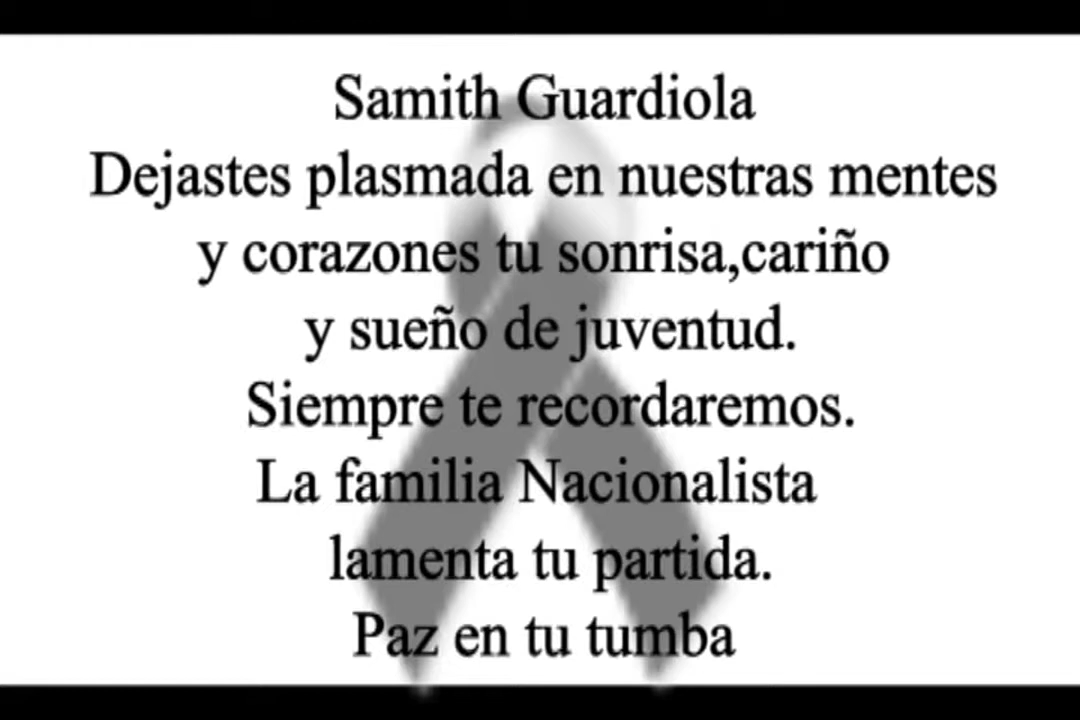 Samith Guardiola
Dejastes plasmada en nuestras mentes
y corazones tu sonrisa,cariño
y sueño de juventud.
Siempre te recordaremos.
La familia Nacionalista
lamenta tu partida.
Paz en tu tumba